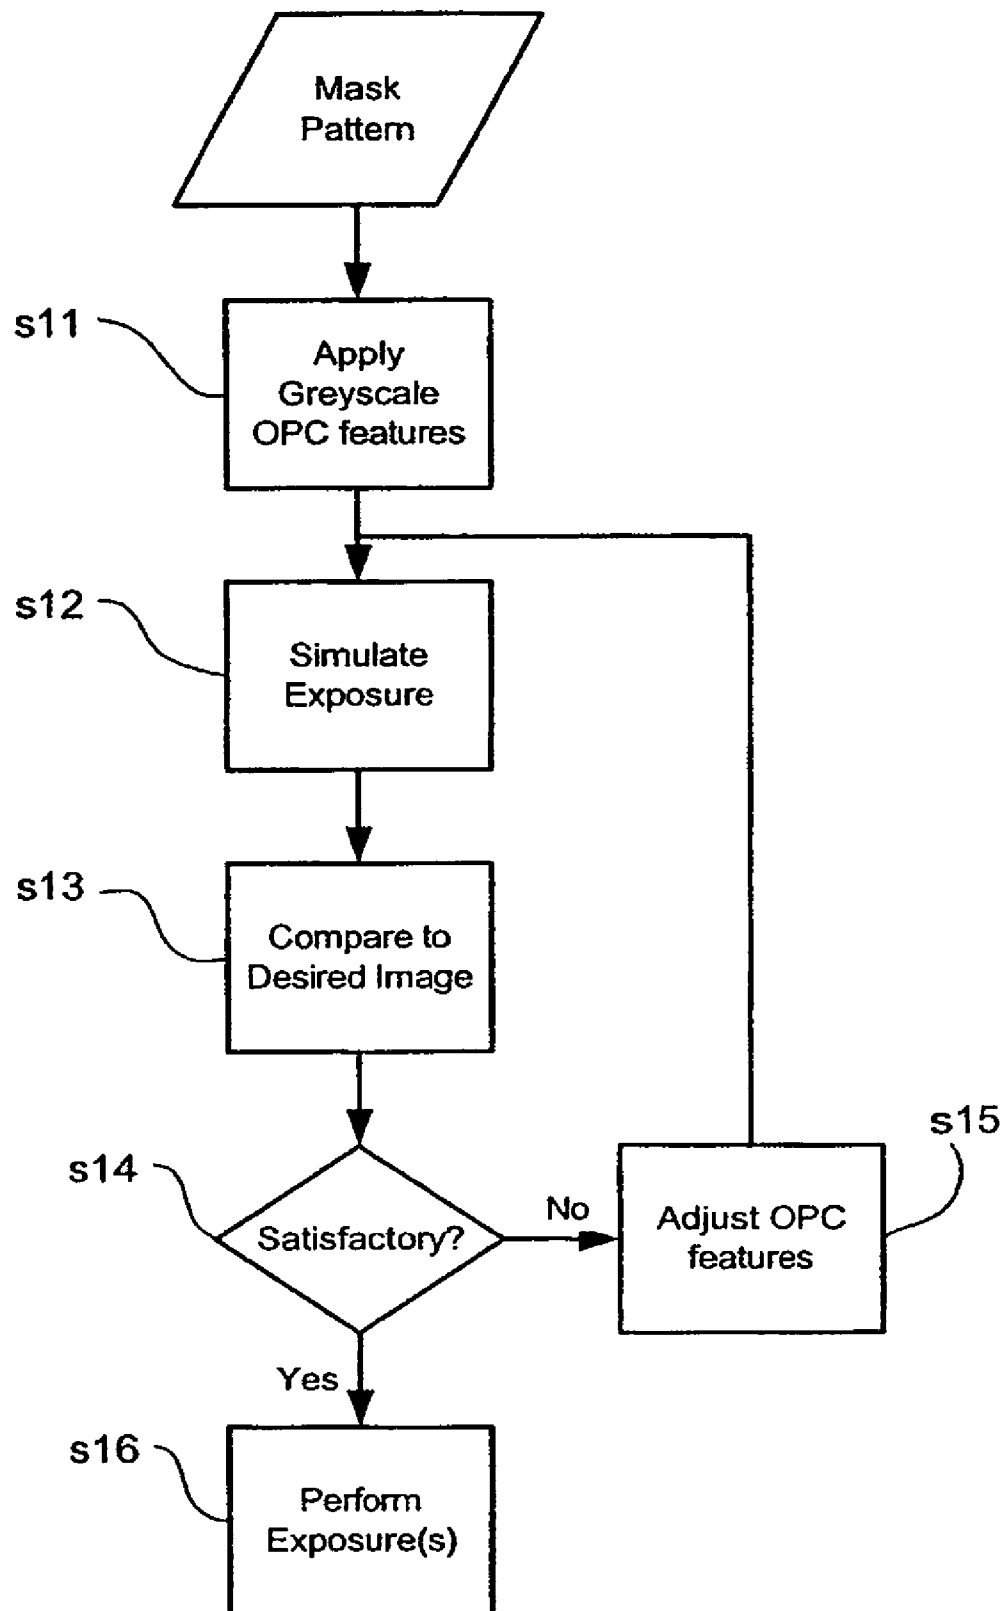 Mask
Pattern
s11
Apply
Greyscale
OPC features
s12
Simulate
Exposure
s13
Compare to
Desired Image
s14
Satisfactory?
No
s15
Adjust OPC
features
Yes
s16
Perform
Exposure(s)